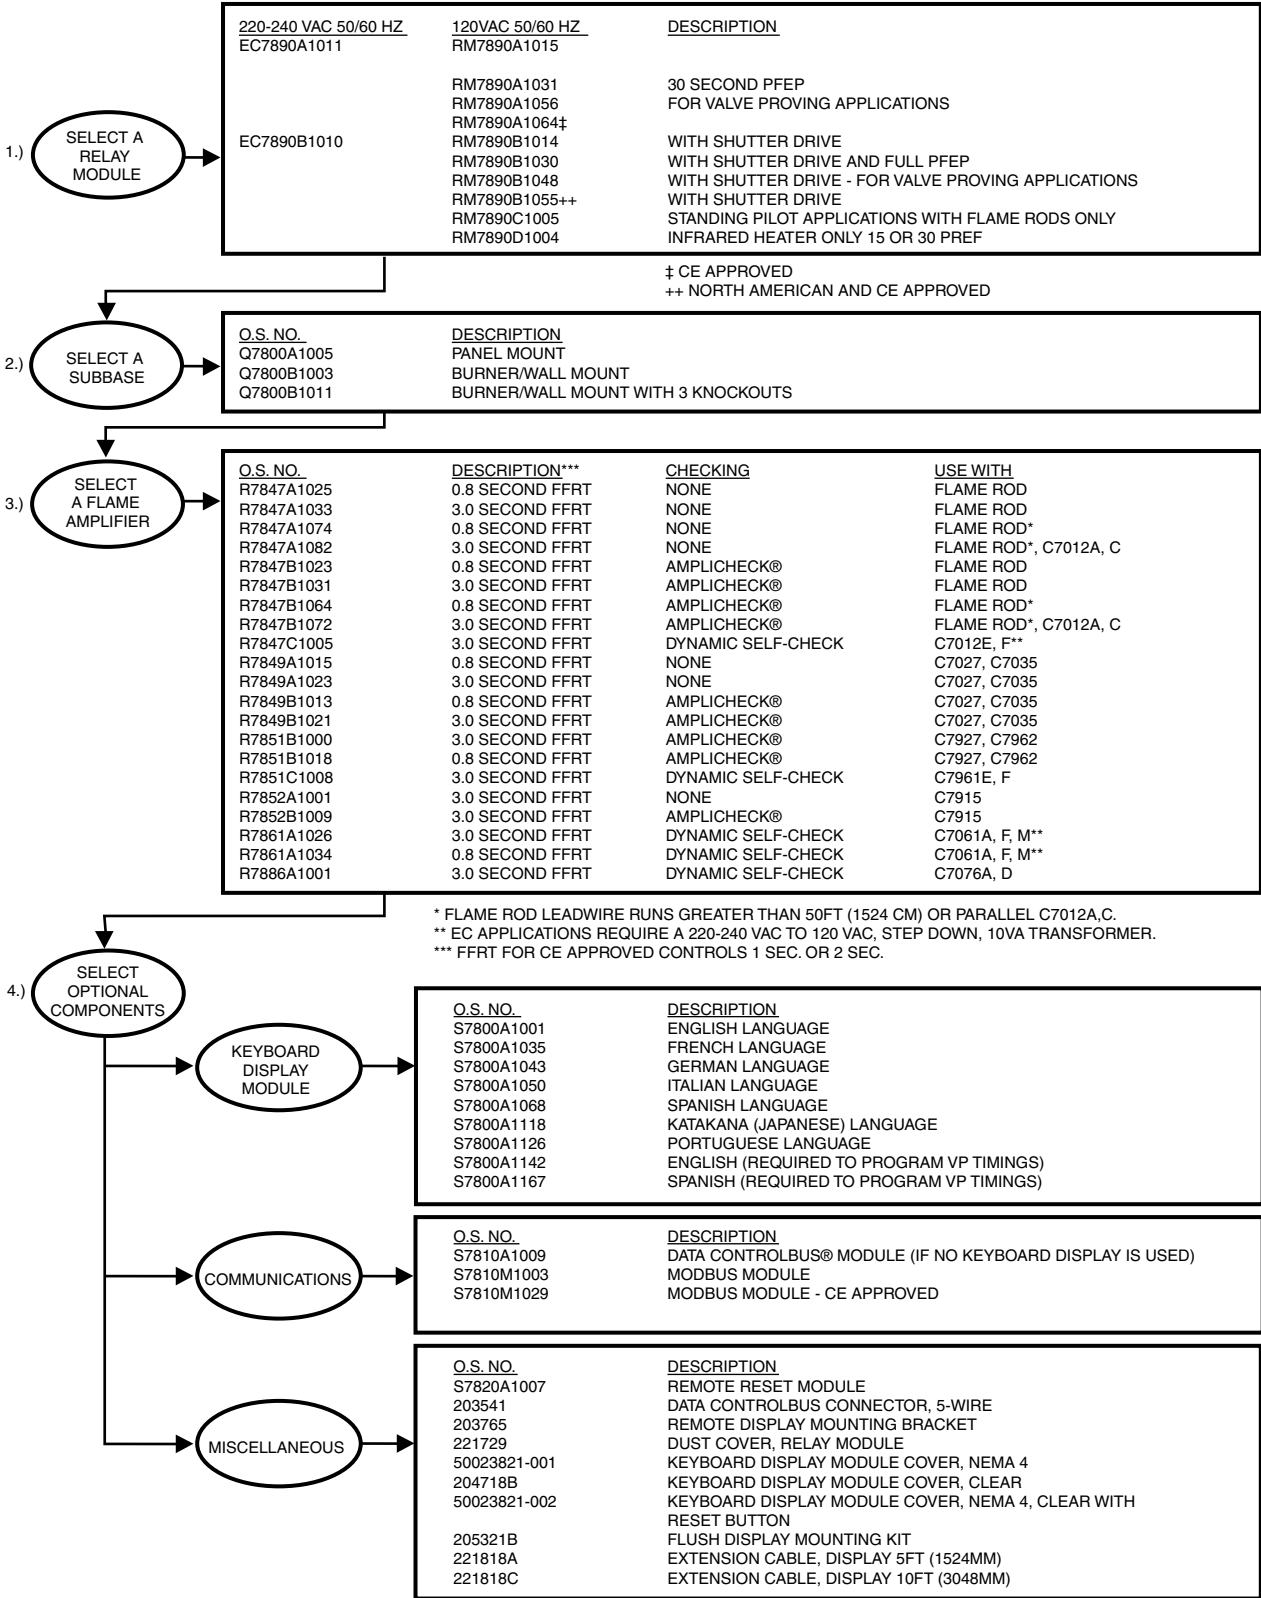 220-240 VAC 50/60 HZ 120VAC 50/60 HZ DESCRIPTION
EC7890A1011 RM7890A1015
RM7890A1031 30 SECOND PFEP
RM7890A1056 FOR VALVE PROVING APPLICATIONS
RM7890A1064‡
EC7890B1010 RM7890B1014 WITH SHUTTER DRIVE
RM7890B1030 WITH SHUTTER DRIVE AND FULL PFEP
RM7890B1048 WITH SHUTTER DRIVE - FOR VALVE PROVING APPLICATIONS
RM7890B1055++ WITH SHUTTER DRIVE
RM7890C1005 STANDING PILOT APPLICATIONS WITH FLAME RODS ONLY
RM7890D1004 INFRARED HEATER ONLY 15 OR 30 PREF
1.) SELECT A
RELAY
MODULE
‡ CE APPROVED
++ NORTH AMERICAN AND CE APPROVED
2.) SELECT A
SUBBASE
O.S. NO. DESCRIPTION
Q7800A1005 PANEL MOUNT
Q7800B1003 BURNER/WALL MOUNT
Q7800B1011 BURNER/WALL MOUNT WITH 3 KNOCKOUTS
3.) SELECT
A FLAME
AMPLIFIER
O.S. NO. DESCRIPTION*** CHECKING USE WITH
R7847A1025 0.8 SECOND FFRT NONE FLAME ROD
R7847A1033 3.0 SECOND FFRT NONE FLAME ROD
R7847A1074 0.8 SECOND FFRT NONE FLAME ROD*
R7847A1082 3.0 SECOND FFRT NONE FLAME ROD*, C7012A, C
R7847B1023 0.8 SECOND FFRT AMPLICHECK® FLAME ROD
R7847B1031 3.0 SECOND FFRT AMPLICHECK® FLAME ROD
R7847B1064 0.8 SECOND FFRT AMPLICHECK® FLAME ROD*
R7847B1072 3.0 SECOND FFRT AMPLICHECK® FLAME ROD*, C7012A, C
R7847C1005 3.0 SECOND FFRT DYNAMIC SELF-CHECK C7012E, F**
R7849A1015 0.8 SECOND FFRT NONE C7027, C7035
R7849A1023 3.0 SECOND FFRT NONE C7027, C7035
R7849B1013 0.8 SECOND FFRT AMPLICHECK® C7027, C7035
R7849B1021 3.0 SECOND FFRT AMPLICHECK® C7027, C7035
R7851B1000 3.0 SECOND FFRT AMPLICHECK® C7927, C7962
R7851B1018 0.8 SECOND FFRT AMPLICHECK® C7927, C7962
R7851C1008 3.0 SECOND FFRT DYNAMIC SELF-CHECK C7961E, F
R7852A1001 3.0 SECOND FFRT NONE C7915
R7852B1009 3.0 SECOND FFRT AMPLICHECK® C7915
R7861A1026 3.0 SECOND FFRT DYNAMIC SELF-CHECK C7061A, F, M**
R7861A1034 0.8 SECOND FFRT DYNAMIC SELF-CHECK C7061A, F, M**
R7886A1001 3.0 SECOND FFRT DYNAMIC SELF-CHECK C7076A, D
* FLAME ROD LEADWIRE RUNS GREATER THAN 50FT (1524 CM) OR PARALLEL C7012A,C.
** EC APPLICATIONS REQUIRE A 220-240 VAC TO 120 VAC, STEP DOWN, 10VA TRANSFORMER.
*** FFRT FOR CE APPROVED CONTROLS 1 SEC. OR 2 SEC.
4.) SELECT
OPTIONAL
COMPONENTS
KEYBOARD
DISPLAY
MODULE
O.S. NO. DESCRIPTION
S7800A1001 ENGLISH LANGUAGE
S7800A1035 FRENCH LANGUAGE
S7800A1043 GERMAN LANGUAGE
S7800A1050 ITALIAN LANGUAGE
S7800A1068 SPANISH LANGUAGE
S7800A1118 KATAKANA (JAPANESE) LANGUAGE
S7800A1126 PORTUGUESE LANGUAGE
S7800A1142 ENGLISH (REQUIRED TO PROGRAM VP TIMINGS)
S7800A1167 SPANISH (REQUIRED TO PROGRAM VP TIMINGS)
COMMUNICATIONS
O.S. NO. DESCRIPTION
S7810A1009 DATA CONTROLBUS® MODULE (IF NO KEYBOARD DISPLAY IS USED)
S7810M1003 MODBUS MODULE
S7810M1029 MODBUS MODULE - CE APPROVED
MISCELLANEOUS
O.S. NO. DESCRIPTION
S7820A1007 REMOTE RESET MODULE
203541 DATA CONTROLBUS CONNECTOR, 5-WIRE
203765 REMOTE DISPLAY MOUNTING BRACKET
221729 DUST COVER, RELAY MODULE
50023821-001 KEYBOARD DISPLAY MODULE COVER, NEMA 4
204718B KEYBOARD DISPLAY MODULE COVER, CLEAR
50023821-002 KEYBOARD DISPLAY MODULE COVER, NEMA 4, CLEAR WITH
RESET BUTTON
205321B FLUSH DISPLAY MOUNTING KIT
221818A EXTENSION CABLE, DISPLAY 5FT (1524MM)
221818C EXTENSION CABLE, DISPLAY 10FT (3048MM)